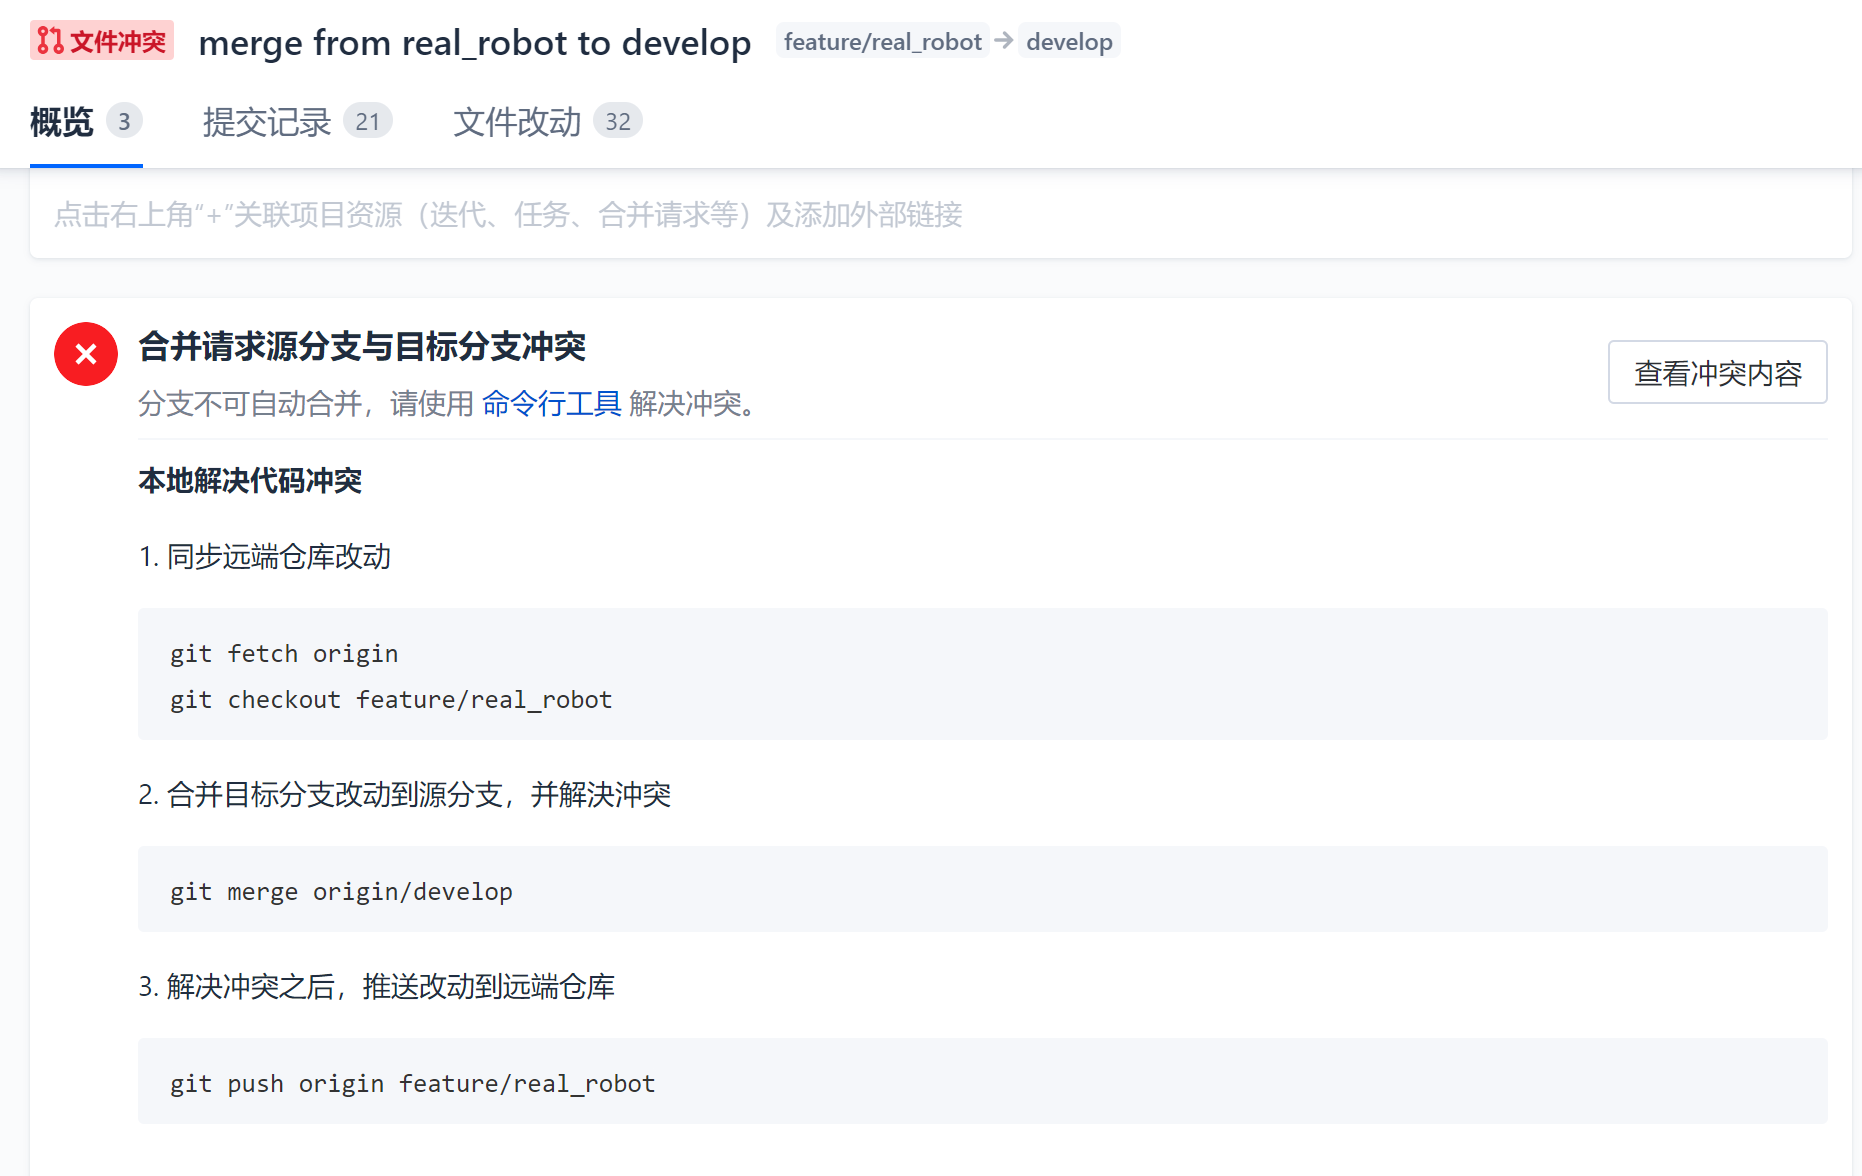 文件冲突 merge from real_robot to develop feature/real_robot → develop
概览 3 提交记录 21 文件改动 32
点击右上角“+”关联项目资源（迭代、任务、合并请求等）及添加外部链接
合并请求源分支与目标分支冲突
查看冲突内容
分支不可自动合并，请使用 命令行工具 解决冲突。
本地解决代码冲突
1. 同步远端仓库改动
git fetch origin
git checkout feature/real_robot
2. 合并目标分支改动到源分支，并解决冲突
git merge origin/develop
3. 解决冲突之后，推送改动到远端仓库
git push origin feature/real_robot